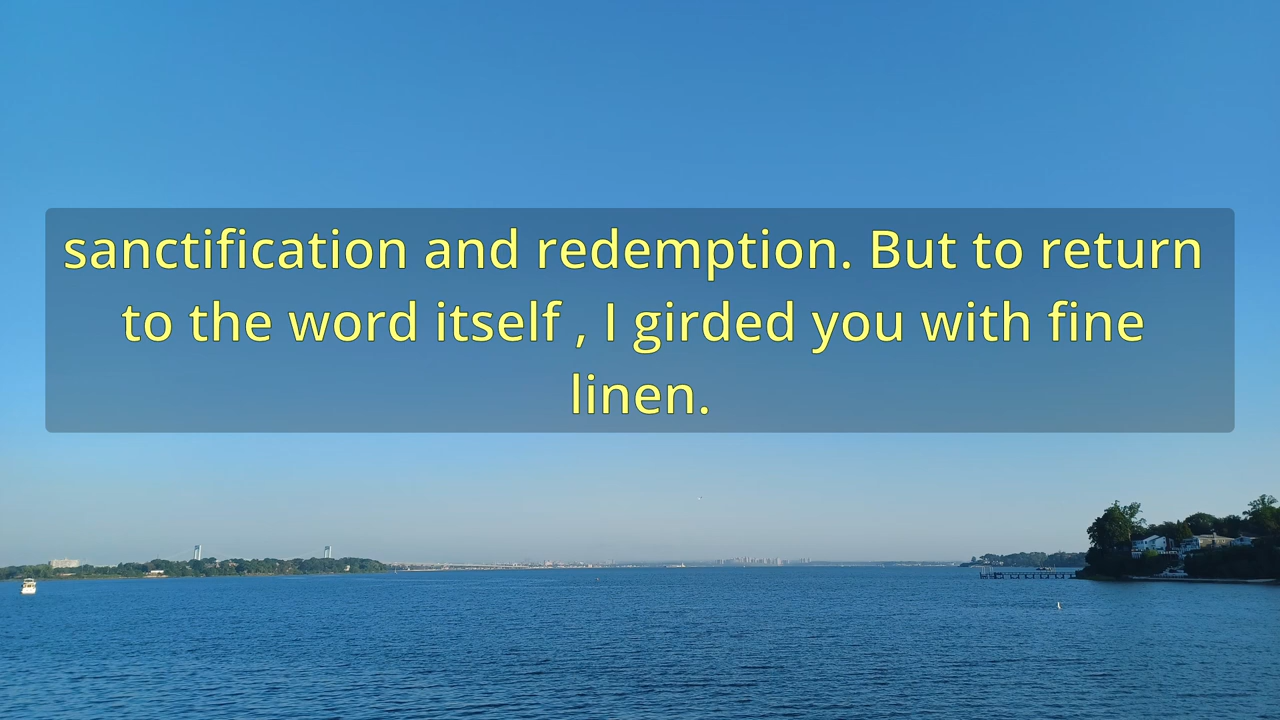 sanctification and redemption. But to return
to the word itself , I girded you with fine
linen.